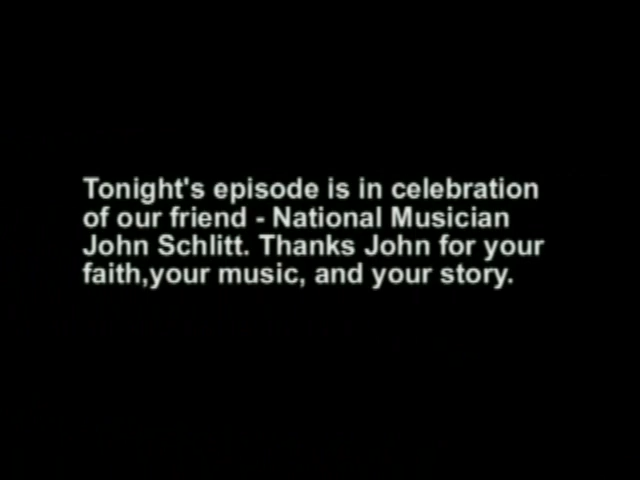 Tonight's episode is in celebration
of our friend - National Musician
John Schlitt. Thanks John for your
faith,your music, and your story.